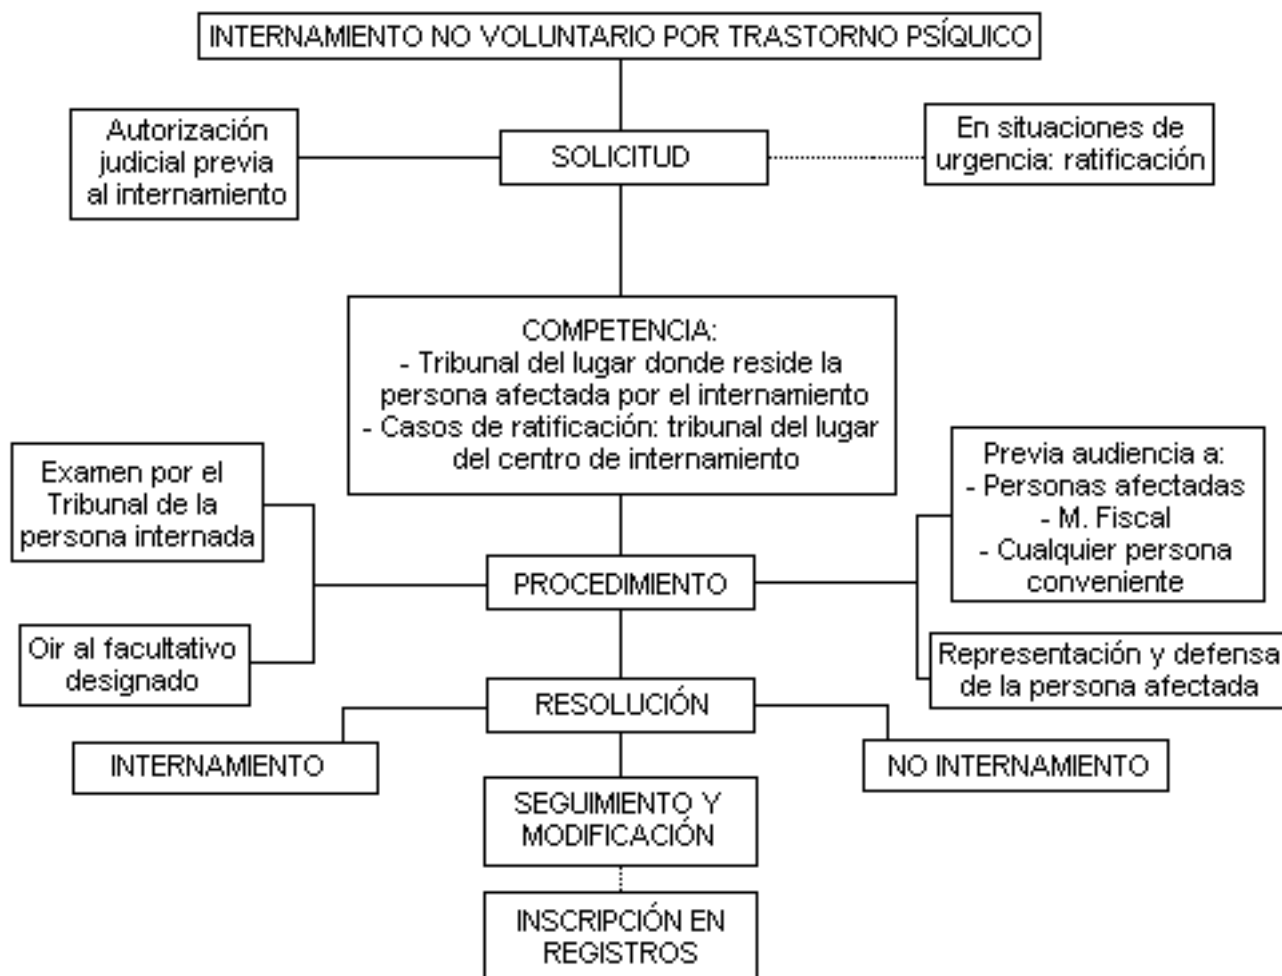 INTERNAMIENTO NO VOLUNTARIO POR TRASTORNO PSÍQUICO
Autorización
judicial previa
al internamiento
SOLICITUD
En situaciones de
urgencia: ratificación
COMPETENCIA:
- Tribunal del lugar donde reside la
persona afectada por el internamiento
- Casos de ratificación: tribunal del lugar
del centro de internamiento
Examen por el
Tribunal de la
persona internada
Previa audiencia a:
- Personas afectadas
- M. Fiscal
- Cualquier persona
conveniente
PROCEDIMIENTO
Oir al facultativo
designado
Representación y defensa
de la persona afectada
RESOLUCIÓN
INTERNAMIENTO
NO INTERNAMIENTO
SEGUIMIENTO Y
MODIFICACIÓN
INSCRIPCIÓN EN
REGISTROS